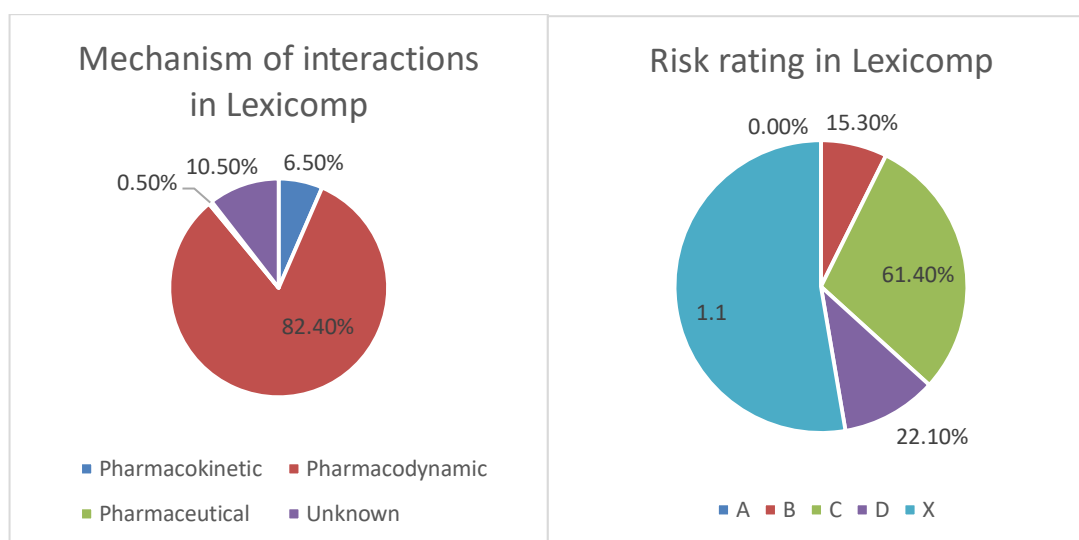 Mechanism of interactions
in Lexicomp
10.50%
6.50%
0.50%
82.40%
Pharmacokinetic
Pharmacodynamic
Pharmaceutical
Unknown
Risk rating in Lexicomp
0.00%
15.30%
61.40%
1.1
22.10%
A B C D X